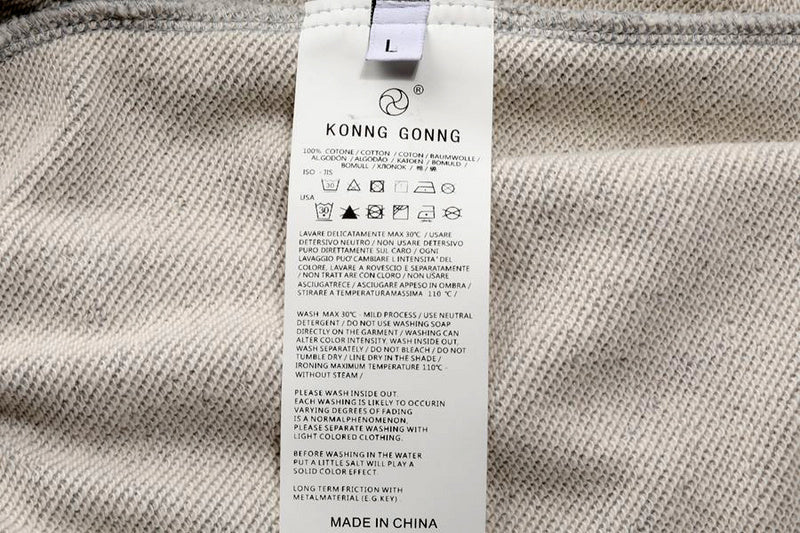 L
®
KONNG GONNG
100% COTONE / COTTON / COTON / BAUMWOLLE /
ALGODÓN / ALGODÃO / KATOEN / BOMULD /
BOMULL / ХЛОПОК / 棉 / 綿
ISO - JIS
30
USA
30
LAVARE DELICATAMENTE MAX 30℃ / USARE
DETERSIVO NEUTRO / NON USARE DETERSIVO
PURO DIRETTAMENTE SUL CARO / OGNI
LAVAGGIO PUO' CAMBIARE L'INTENSITA' DEL
COLORE, LAVARE A ROVESCIO E SEPARATAMENTE
/ NON TRATT ARE CON CLORO / NON USARE
ASCIUGATRECE / ASCIUGARE APPESO IN OMBRA /
STIRARE A TEMPERATURAMASSIMA 110 ℃ /
WASH MAX 30℃ - MILD PROCESS / USE NEUTRAL
DETERGENT / DO NOT USE WASHING SOAP
DIRECTLY ON THE GARMENT / WASHING CAN
ALTER COLOR INTENSITY, WASH INSIDE OUT.
WASH SEPARATELY / DO NOT BLEACH / DO NOT
TUMBLE DRY / LINE DRY IN THE SHADE /
IRONING MAXIMUM TEMPERATURE 110℃ -
WITHOUT STEAM /
PLEASE WASH INSIDE OUT.
EACH WASHING IS LIKELY TO OCCURIN
VARYING DEGREES OF FADING
IS A NORMALPHENOMENON.
PLEASE SEPARATE WASHING WITH
LIGHT COLORED CLOTHING.
BEFORE WASHING IN THE WATER
PUT A LITTLE SALT WILL PLAY A
SOLID COLOR EFFECT.
LONG TERM FRICTION WITH
METALMATERIAL (E.G.KEY) .
MADE IN CHINA